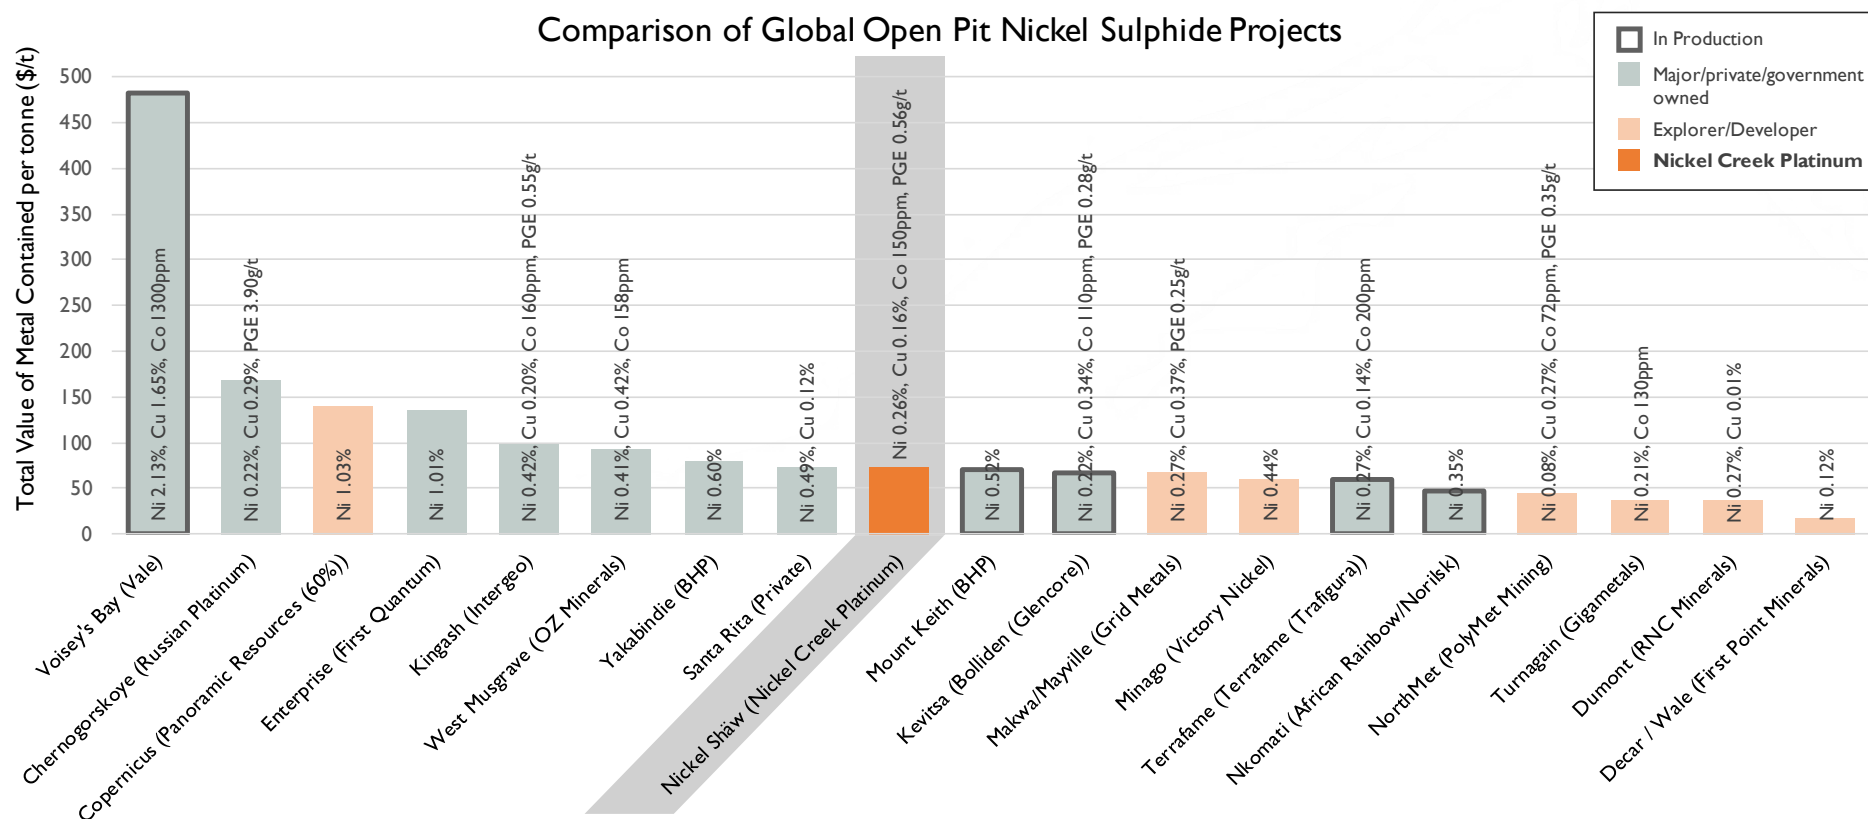 Comparison of Global Open Pit Nickel Sulphide Projects
In Production
Major/private/government
owned
Explorer/Developer
Nickel Creek Platinum
Total Value of Metal Contained per tonne ($/t)
500
450
400
350
300
250
200
150
100
50
0
Ni 2.13%, Cu 1.65%, Co 1300ppm
Ni 0.22%, Cu 0.29%, PGE 3.90g/t
Ni 1.03%
Ni 1.01%
Ni 0.42%, Cu 0.20%, Co 160ppm, PGE 0.55g/t
Ni 0.41%, Cu 0.42%, Co 158ppm
Ni 0.60%
Ni 0.49%, Cu 0.12%
Ni 0.26%, Cu 0.16%, Co 150ppm, PGE 0.56g/t
Ni 0.52%
Ni 0.22%, Cu 0.34%, Co 110ppm, PGE 0.28g/t
Ni 0.27%, Cu 0.37%, PGE 0.25g/t
Ni 0.44%
Ni 0.27%, Cu 0.14%, Co 200ppm
Ni 0.35%
Ni 0.08%, Cu 0.27%, Co 72ppm, PGE 0.35g/t
Ni 0.21%, Co 130ppm
Ni 0.27%, Cu 0.01%
Ni 0.12%
Voisey's Bay (Vale)
Chernogorskoye (Russian Platinum)
Copernicus (Panoramic Resources (60%))
Enterprise (First Quantum)
Kingash (Intergeo)
West Musgrave (OZ Minerals)
Yakabindie (BHP)
Santa Rita (Private)
Nickel Shäw (Nickel Creek Platinum)
Mount Keith (BHP)
Kevitsa (Bolliden (Glencore))
Makwa/Mayville (Grid Metals)
Minago (Victory Nickel)
Terrafame (Terrafame (Trafigura))
Nkomati (African Rainbow/Norilsk)
NorthMet (PolyMet Mining)
Turnagain (Gigametals)
Dumont (RNC Minerals)
Decar / Wale (First Point Minerals)